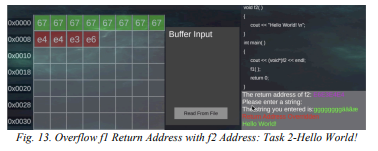 0x0000 67 67 67 67 67 67 67 67
0x0008 e4 e4 e3 e6
0x0010
0x0018
0x0020
0x0028
0x0030
Buffer Input
Read From File
void f2( )
{
cout << "Hello World! \n";
}
int main( )
{
cout << (void*)f2 << endl;
f1( );
return 0;
}
The return address of f2:
Please enter a string:
The string you entered is:
Hello World!
Fig. 13. Overflow f1 Return Address with f2 Address: Task 2-Hello World!